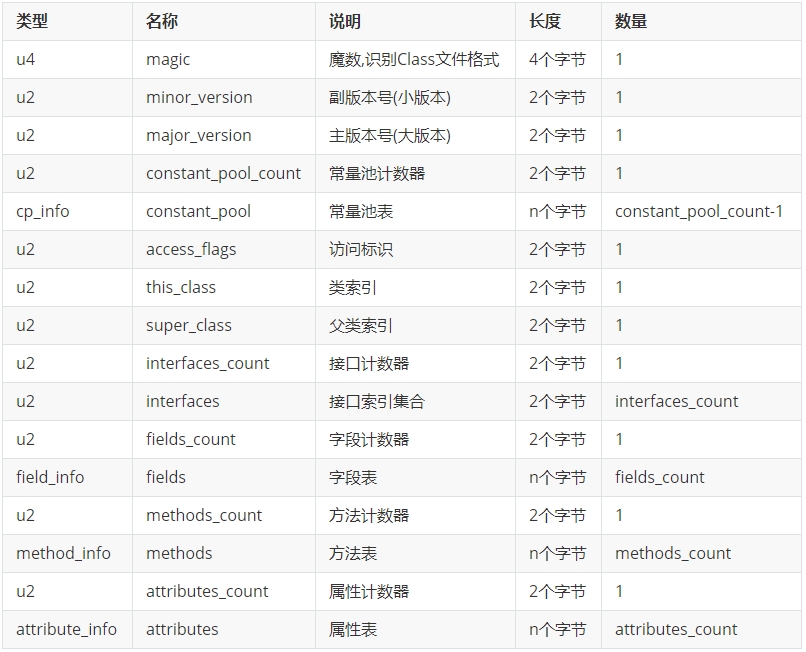 类型 名称 说明 长度 数量
u4 magic 魔数,识别Class文件格式 4个字节 1
u2 minor_version 副版本号(小版本) 2个字节 1
u2 major_version 主版本号(大版本) 2个字节 1
u2 constant_pool_count 常量池计数器 2个字节 1
cp_info constant_pool 常量池表 n个字节 constant_pool_count-1
u2 access_flags 访问标识 2个字节 1
u2 this_class 类索引 2个字节 1
u2 super_class 父类索引 2个字节 1
u2 interfaces_count 接口计数器 2个字节 1
u2 interfaces 接口索引集合 2个字节 interfaces_count
u2 fields_count 字段计数器 2个字节 1
field_info fields 字段表 n个字节 fields_count
u2 methods_count 方法计数器 2个字节 1
method_info methods 方法表 n个字节 methods_count
u2 attributes_count 属性计数器 2个字节 1
attribute_info attributes 属性表 n个字节 attributes_count